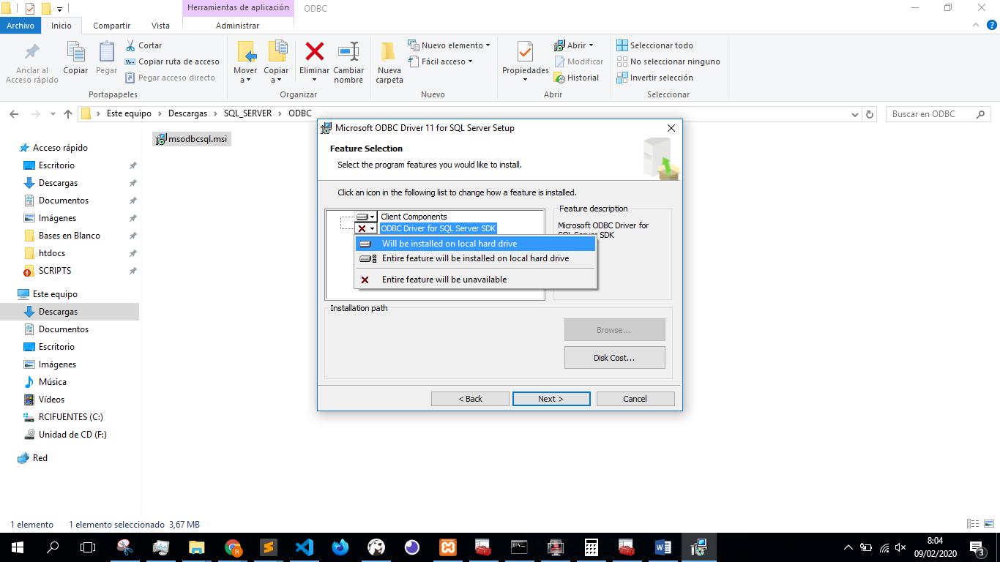 Herramientas de aplicación
ODBC
Archivo
Inicio
Compartir
Vista
Administrar
Anclar al
Acceso rápido
Copiar
Pegar
Cortar
Copiar ruta de acceso
Pegar acceso directo
Portapapeles
Mover
a
Copiar
a
Eliminar
Cambiar
nombre
Organizar
Nueva
carpeta
Nuevo elemento
Fácil acceso
Nuevo
Propiedades
Abrir
Modificar
Historial
Abrir
Seleccionar todo
No seleccionar ninguno
Invertir selección
Seleccionar
Este equipo
Descargas
SQL_SERVER
ODBC
Buscar en ODBC
Acceso rápido
Escritorio
Descargas
Documentos
Imágenes
Bases en Blanco
htdocs
SCRIPTS
Este equipo
Descargas
Documentos
Escritorio
Imágenes
Música
Vídeos
RCIFUENTES (C:)
Unidad de CD (F:)
Red
msodbcsql.msi
Microsoft ODBC Driver 11 for SQL Server Setup
Feature Selection
Select the program features you would like to install.
Click an icon in the following list to change how a feature is installed.
Client Components
ODBC Driver for SQL Server SDK
Will be installed on local hard drive
Entire feature will be installed on local hard drive
Entire feature will be unavailable
Feature description
Microsoft ODBC Driver for
SQL Server SDK
Installation path
Browse...
Disk Cost...
< Back
Next >
Cancel
1 elemento
1 elemento seleccionado 3,67 MB
8:04
09/02/2020
3